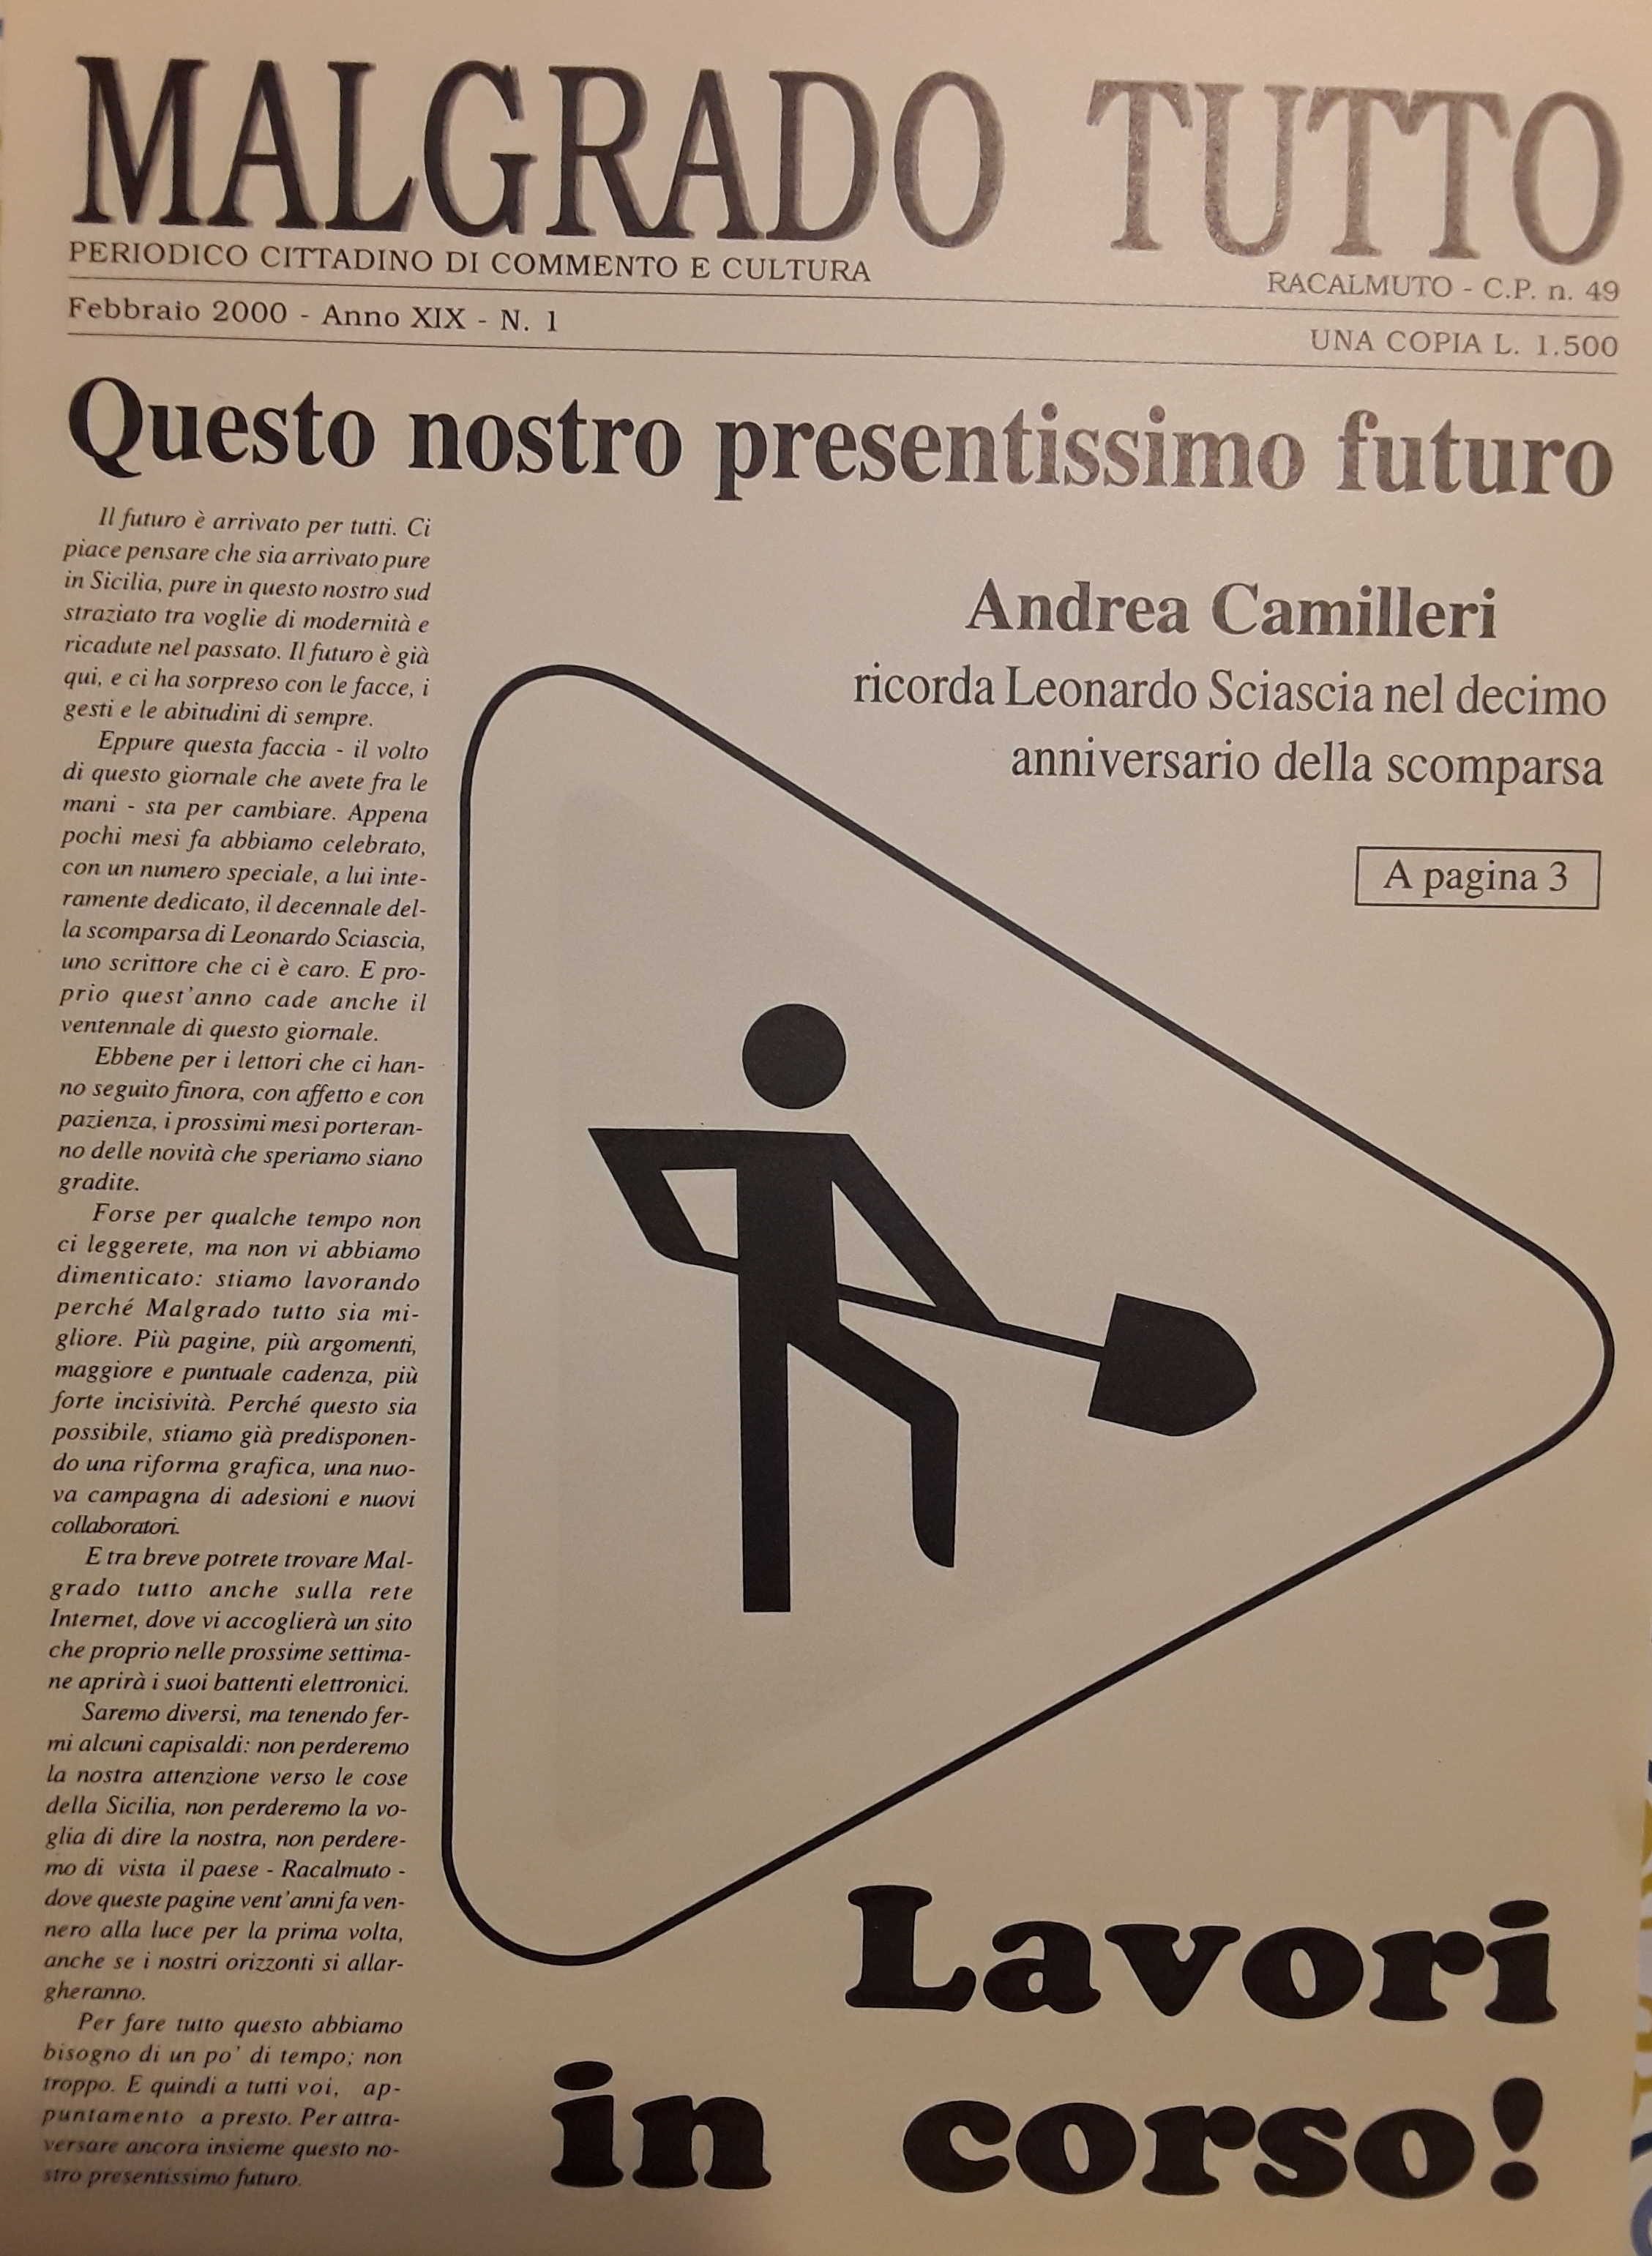 MALGRADO TUTTO
PERIODICO CITTADINO DI COMMENTO E CULTURA
RACALMUTO - C.P. n. 49
Febbraio 2000 - Anno XIX - N. 1
UNA COPIA L. 1.500
Questo nostro presentissimo futuro
Il futuro è arrivato per tutti. Ci
piace pensare che sia arrivato pure
in Sicilia, pure in questo nostro sud
straziato tra voglie di modernità e
ricadute nel passato. Il futuro è già
qui, e ci ha sorpreso con le facce, i
gesti e le abitudini di sempre.
Eppure questa faccia - il volto
di questo giornale che avete fra le
mani - sta per cambiare. Appena
pochi mesi fa abbiamo celebrato,
con un numero speciale, a lui inte-
ramente dedicato, il decennale del-
la scomparsa di Leonardo Sciascia,
uno scrittore che ci è caro. E pro-
prio quest'anno cade anche il
ventennale di questo giornale.
Ebbene per i lettori che ci han-
no seguito finora, con affetto e con
pazienza, i prossimi mesi porteran-
no delle novità che speriamo siano
gradite.
Forse per qualche tempo non
ci leggerete, ma non vi abbiamo
dimenticato: stiamo lavorando
perché Malgrado tutto sia mi-
gliore. Più pagine, più argomenti,
maggiore e puntuale cadenza, più
forte incisività. Perché questo sia
possibile, stiamo già predisponen-
do una riforma grafica, una nuo-
va campagna di adesioni e nuovi
collaboratori.
E tra breve potrete trovare Mal-
grado tutto anche sulla rete
Internet, dove vi accoglierà un sito
che proprio nelle prossime settima-
ne aprirà i suoi battenti elettronici.
Saremo diversi, ma tenendo fer-
mi alcuni capisaldi: non perderemo
la nostra attenzione verso le cose
della Sicilia, non perderemo la vo-
glia di dire la nostra, non perdere-
mo di vista il paese - Racalmuto -
dove queste pagine vent'anni fa ven-
nero alla luce per la prima volta,
anche se i nostri orizzonti si allar-
gheranno.
Per fare tutto questo abbiamo
bisogno di un po' di tempo; non
troppo. E quindi a tutti voi, ap-
puntamento a presto. Per attra-
versare ancora insieme questo no-
stro presentissimo futuro.
Andrea Camilleri
ricorda Leonardo Sciascia nel decimo
anniversario della scomparsa
A pagina 3
Lavori
in corso!